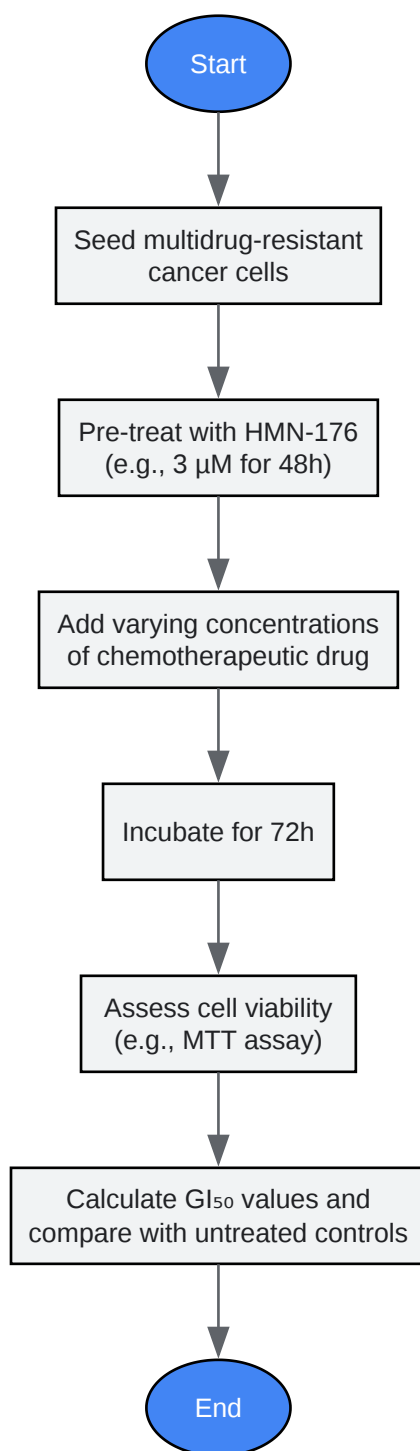 Start
Seed multidrug-resistant
cancer cells
Pre-treat with HMN-176
(e.g., 3 µM for 48h)
Add varying concentrations
of chemotherapeutic drug
Incubate for 72h
Assess cell viability
(e.g., MTT assay)
Calculate GI₅₀ values and
compare with untreated controls
End